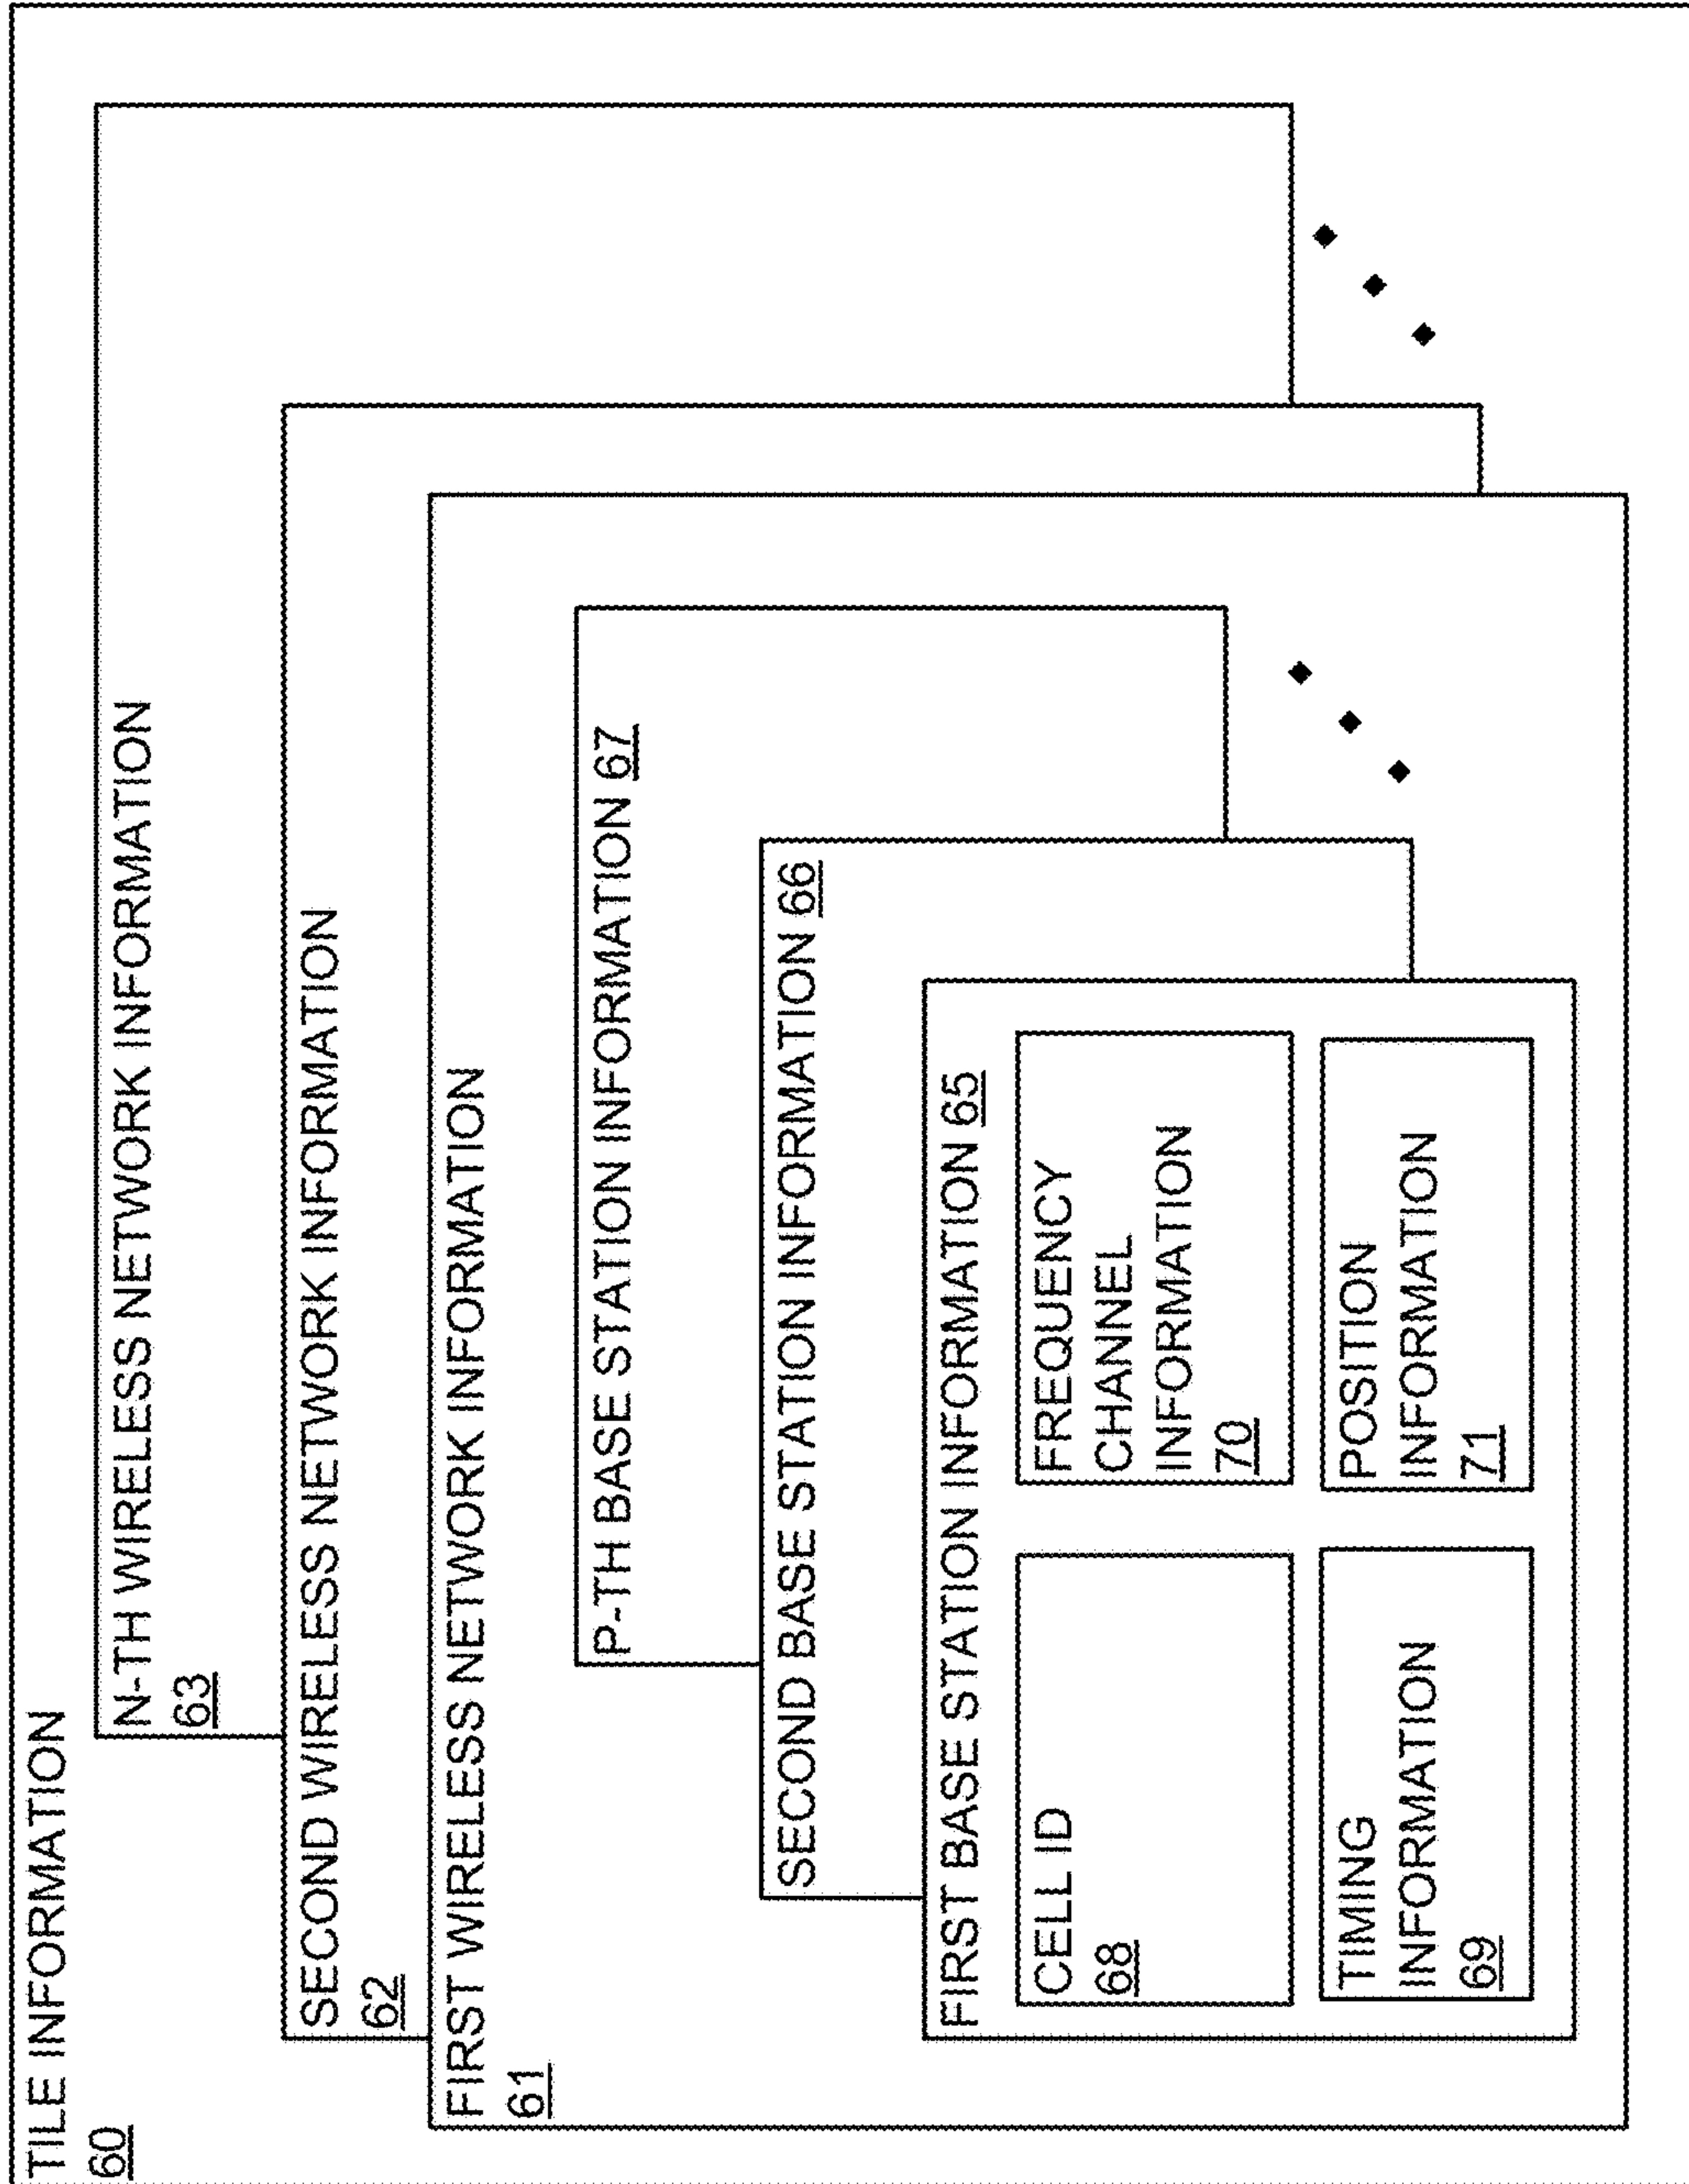 TILE INFORMATION
60
N-TH WIRELESS NETWORK INFORMATION
63
SECOND WIRELESS NETWORK INFORMATION
62
FIRST WIRELESS NETWORK INFORMATION
61
P-TH BASE STATION INFORMATION 67
SECOND BASE STATION INFORMATION 66
FIRST BASE STATION INFORMATION 65
CELL ID
68
FREQUENCY
CHANNEL
INFORMATION
70
TIMING
INFORMATION
69
POSITION
INFORMATION
71